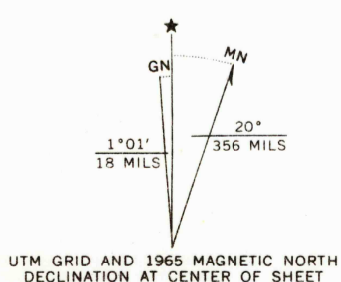 ★
GN
MN
1°01'
18 MILS
20°
356 MILS
UTM GRID AND 1965 MAGNETIC NORTH
DECLINATION AT CENTER OF SHEET